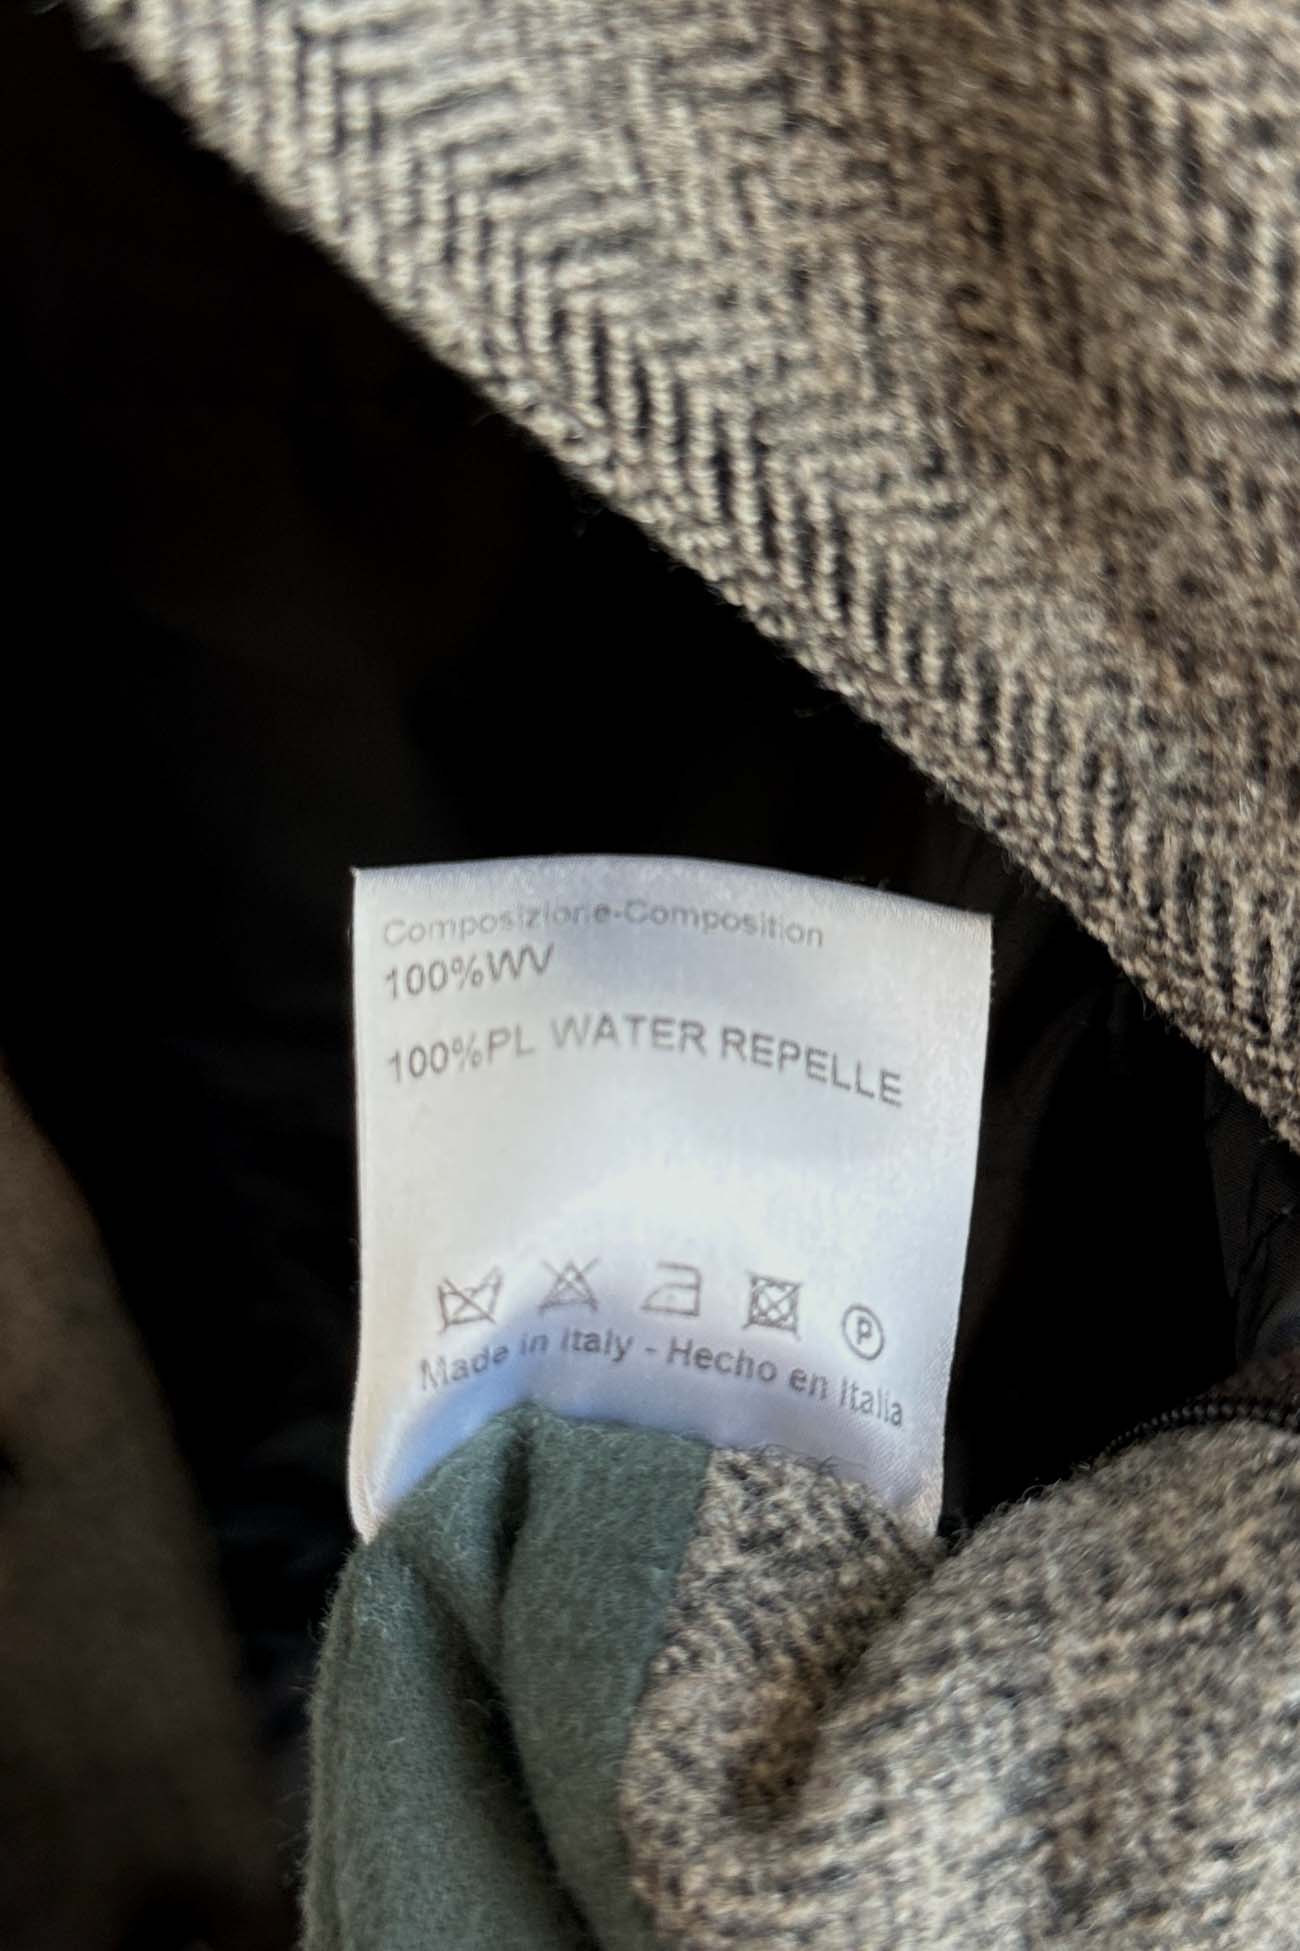 Composizione-Composition
100%WV
100%PL WATER REPELLE
P
Made in Italy - Hecho en Italia